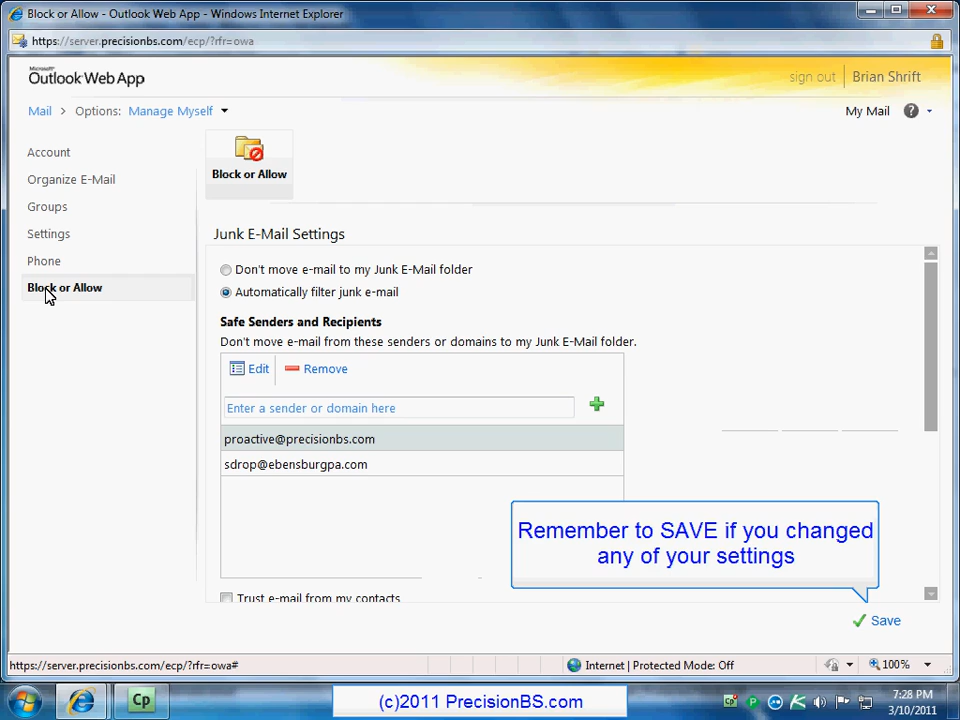 Block or Allow - Outlook Web App - Windows Internet Explorer
https://server.precisionbs.com/ecp/?rfr=owa
Microsoft®
Outlook Web App
sign out
Brian Shrift
Mail > Options: Manage Myself
My Mail
?
Account
Organize E-Mail
Groups
Settings
Phone
Block or Allow
Block or Allow
Junk E-Mail Settings
Don't move e-mail to my Junk E-Mail folder
Automatically filter junk e-mail
Safe Senders and Recipients
Don't move e-mail from these senders or domains to my Junk E-Mail folder.
Edit
Remove
Enter a sender or domain here
proactive@precisionbs.com
sdrop@ebensburgpa.com
Trust e-mail from my contacts
Remember to SAVE if you changed
any of your settings
Save
https://server.precisionbs.com/ecp/?rfr=owa#
Internet | Protected Mode: Off
100%
Cp
(c)2011 PrecisionBS.com
7:28 PM
3/10/2011